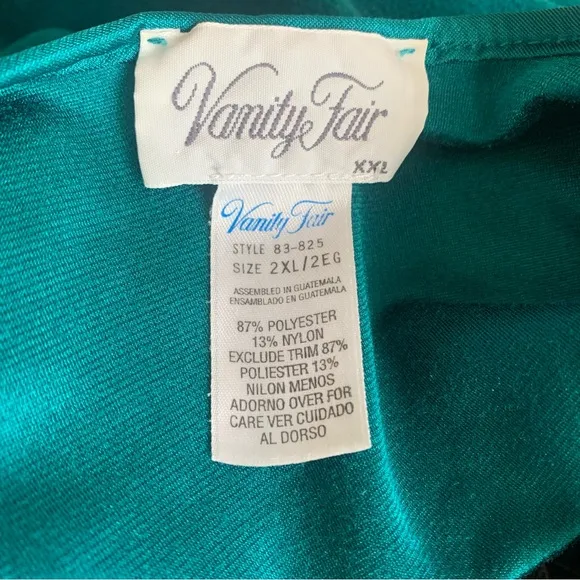 Vanity Fair
XXL
Vanity Fair
STYLE 83-825
SIZE 2XL/2EG
ASSEMBLED IN GUATEMALA
ENSAMBLADO EN GUATEMALA
87% POLYESTER
13% NYLON
EXCLUDE TRIM 87%
POLIESTER 13%
NILON MENOS
ADORNO OVER FOR
CARE VER CUIDADO
AL DORSO